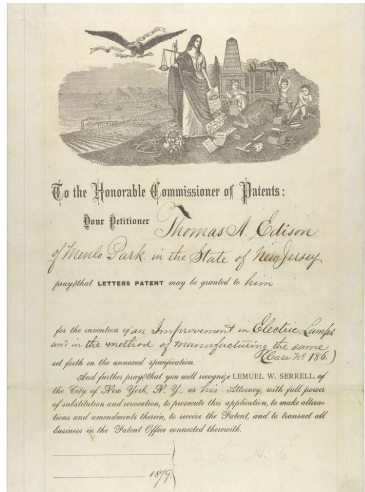 To the Honorable Commissioner of Patents:
Your Petitioner Thomas A. Edison
of Menlo Park in the State of New Jersey
prays that LETTERS PATENT may be granted to him
for the invention of an Improvement in Electric Lamps
and in the method of manufacturing the same
(Case No 186.)
set forth in the annexed specification.
And further prays that you will recognize LEMUEL W. SERRELL, of
the City of New York, N. Y., as his Attorney, with full power
of substitution and revocation, to prosecute this application, to make altera-
tions and amendments therein, to receive the Patent, and to transact all
business in the Patent Office connected therewith.
1879